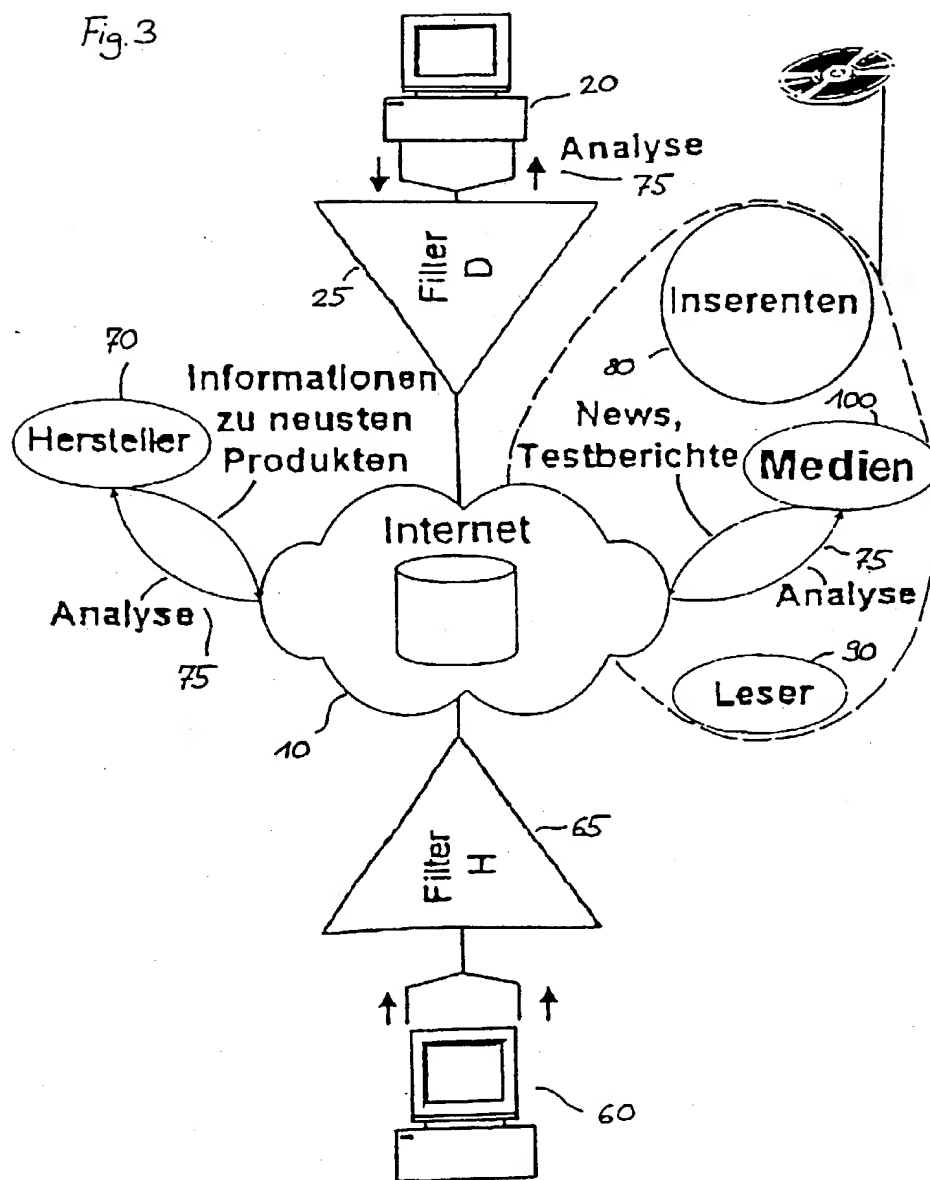 Fig. 3
20
Analyse
75
Filter
D
25
Inserenten
80
70
Informationen
zu neusten
Produkten
Hersteller
News,
Testberichte
100
Medien
Internet
75
Analyse
Analyse
75
90
Leser
10
Filter
H
65
60